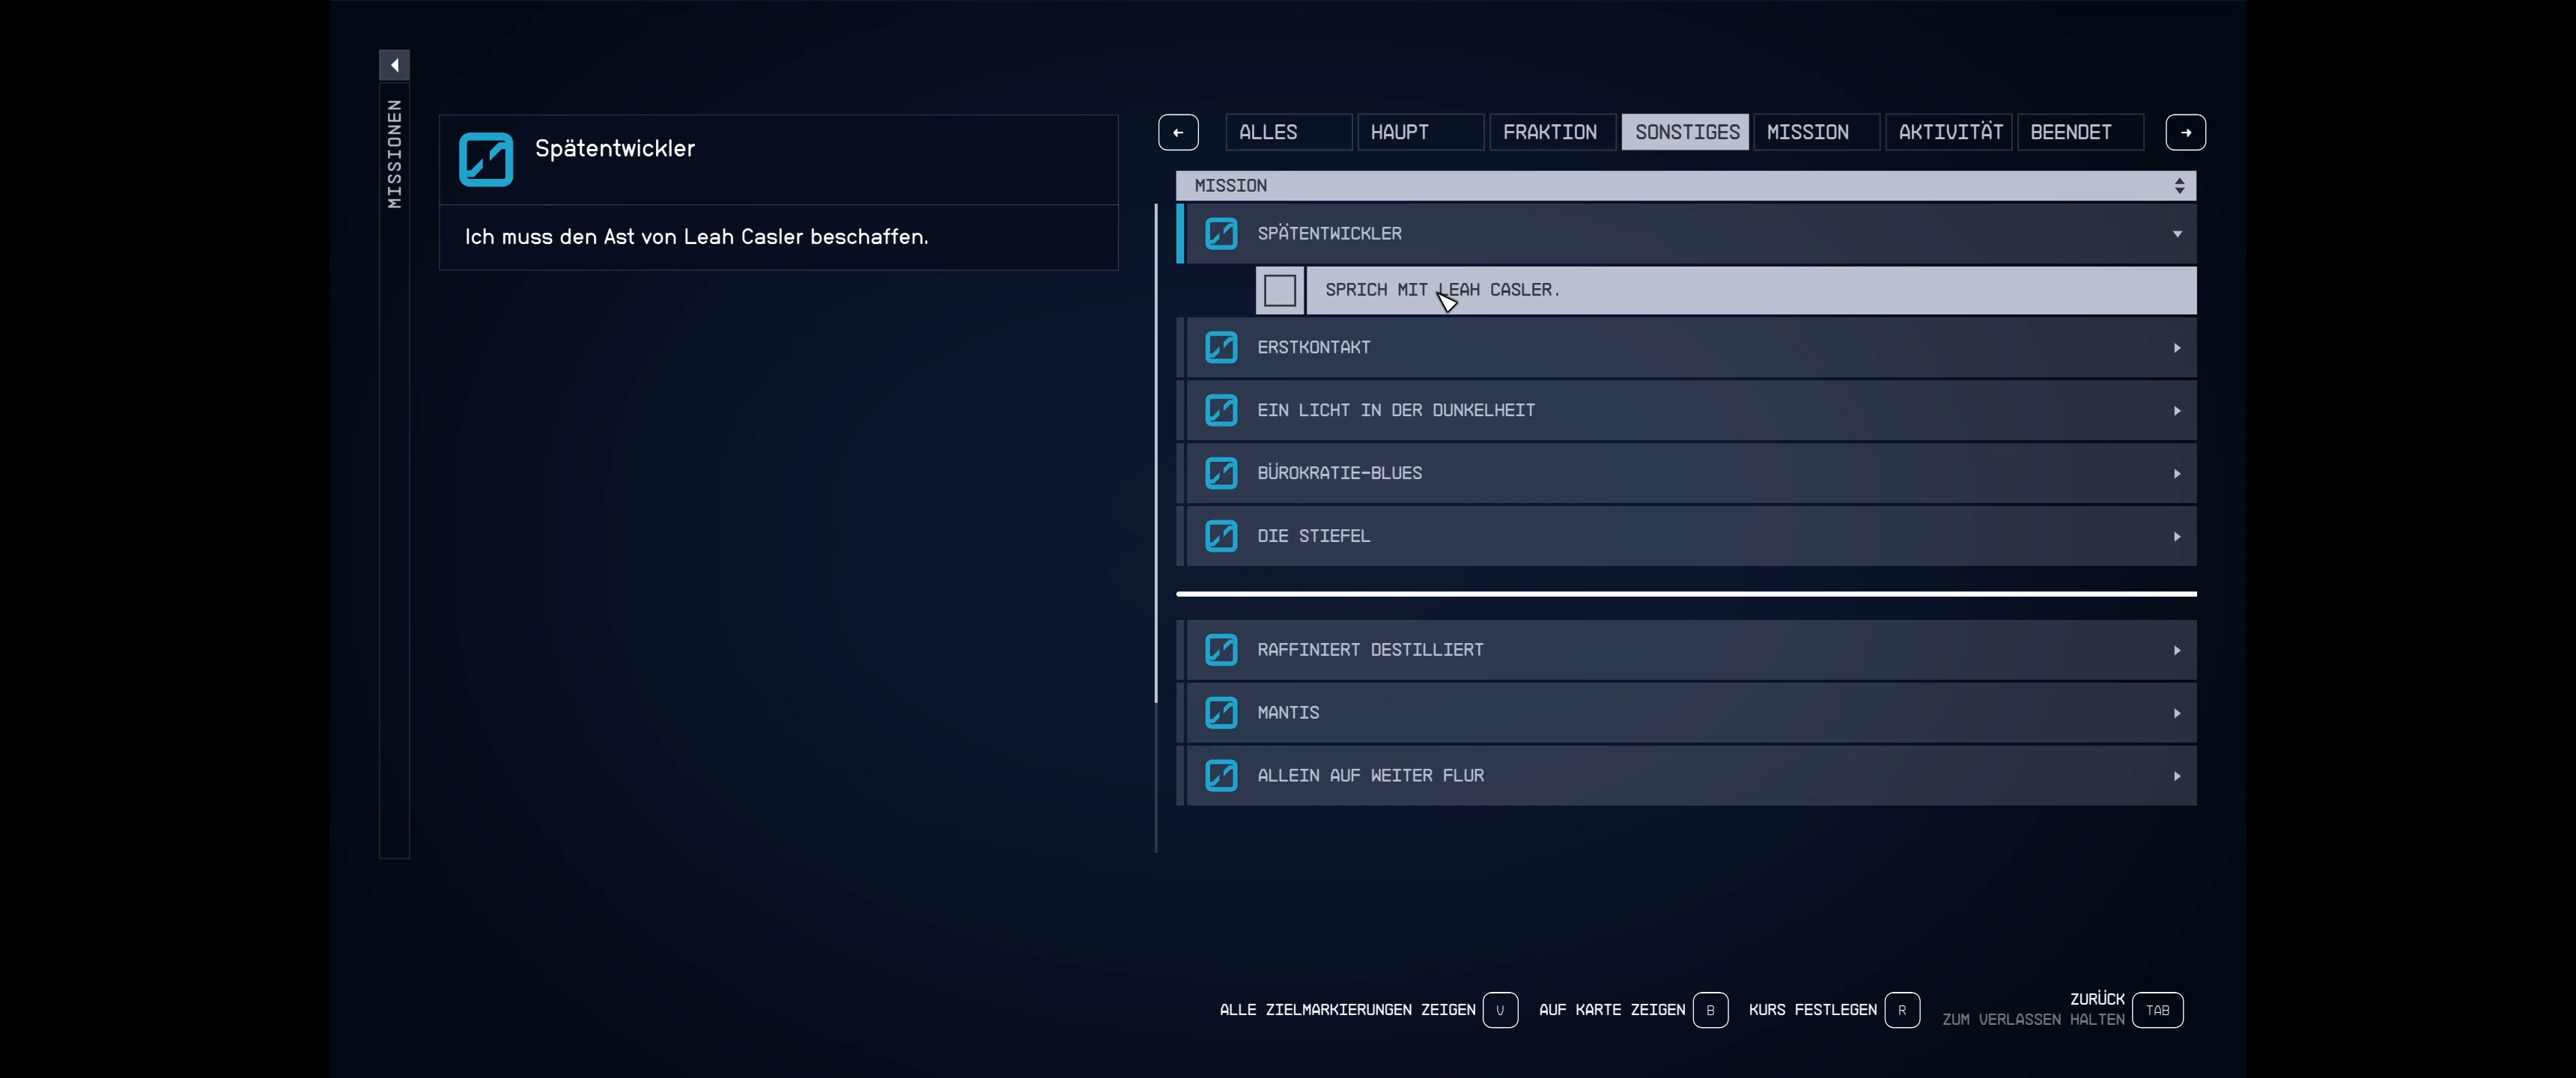 MISSIONEN
Spätentwickler
Ich muss den Ast von Leah Casler beschaffen.
ALLES HAUPT FRAKTION SONSTIGES MISSION AKTIVITÄT BEENDET
MISSION
SPÄTENTWICKLER
SPRICH MIT LEAH CASLER.
ERSTKONTAKT
EIN LICHT IN DER DUNKELHEIT
BÜROKRATIE-BLUES
DIE STIEFEL
RAFFINIERT DESTILLIERT
MANTIS
ALLEIN AUF WEITER FLUR
ALLE ZIELMARKIERUNGEN ZEIGEN V AUF KARTE ZEIGEN B KURS FESTLEGEN R ZURÜCK TAB
ZUM VERLASSEN HALTEN